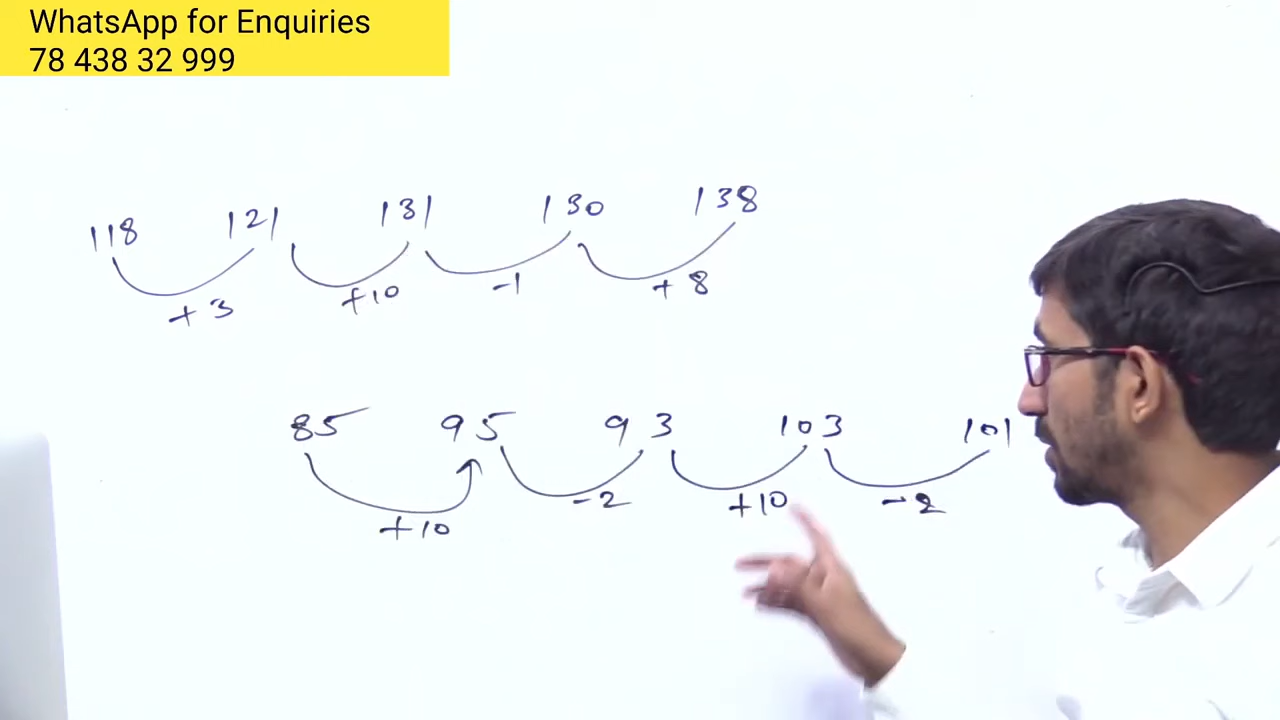 WhatsApp for Enquiries
78 438 32 999
118 121 131 130 138
+3 +10 -1 +8
85 95 93 103 101
+10 -2 +10 -2